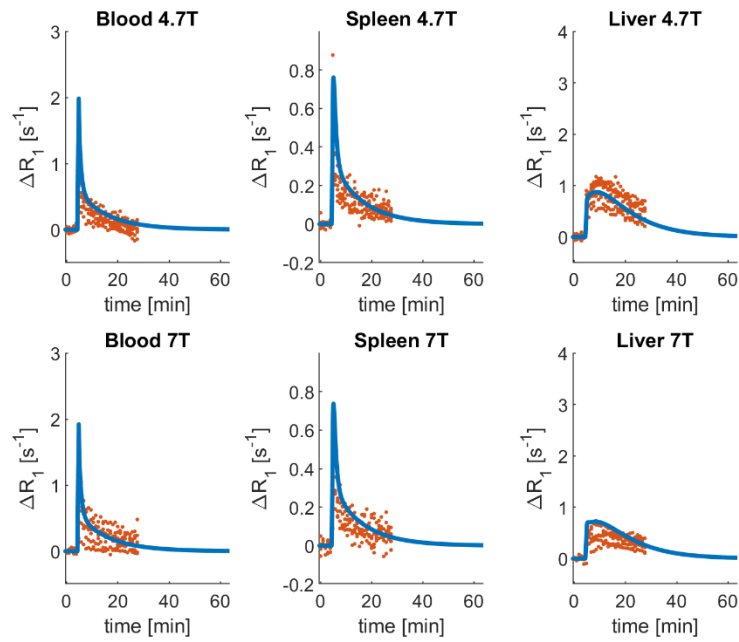 Blood 4.7T
Spleen 4.7T
Liver 4.7T
ΔR1 [s-1]
3
2
1
0
ΔR1 [s-1]
0.8
0.6
0.4
0.2
0
-0.2
ΔR1 [s-1]
4
3
2
1
0
0 20 40 60
0 20 40 60
0 20 40 60
time [min]
time [min]
time [min]
Blood 7T
Spleen 7T
Liver 7T
ΔR1 [s-1]
3
2
1
0
ΔR1 [s-1]
0.8
0.6
0.4
0.2
0
-0.2
ΔR1 [s-1]
4
3
2
1
0
0 20 40 60
0 20 40 60
0 20 40 60
time [min]
time [min]
time [min]